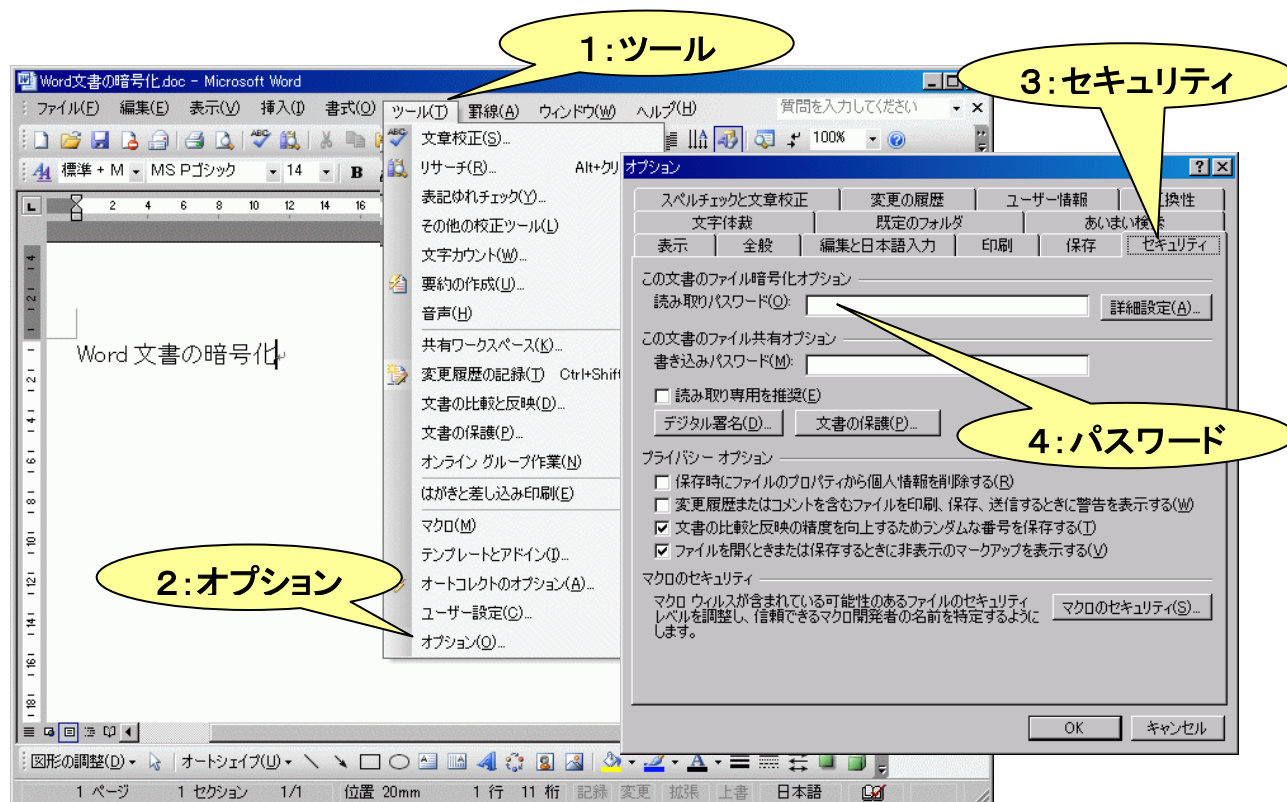 1:ツール
Word文書の暗号化.doc - Microsoft Word
3:セキュリティ
ファイル(F) 編集(E) 表示(V) 挿入(I) 書式(O) ツール(T) 罫線(A) ウィンドウ(W) ヘルプ(H) 質問を入力してください
100%
標準 + M MS Pゴシック 14 B
文章校正(S)...
リサーチ(R)... Alt+クリ
表記ゆれチェック(Y)...
その他の校正ツール(L)
文字カウント(W)...
要約の作成(U)...
音声(H)
共有ワークスペース(K)...
変更履歴の記録(T) Ctrl+Shift
文書の比較と反映(D)...
文書の保護(P)...
オンライン グループ作業(N)
はがきと差し込み印刷(E)
マクロ(M)
テンプレートとアドイン(I)...
オートコレクトのオプション(A)...
ユーザー設定(C)...
オプション(O)...
2 4 6 8 10 12 14 16
Word 文書の暗号化
2:オプション
オプション
スペルチェックと文章校正 変更の履歴 ユーザー情報 換性
文字体裁 既定のフォルダ あいまい検索
表示 全般 編集と日本語入力 印刷 保存 セキュリティ
この文書のファイル暗号化オプション
読み取りパスワード(O): 詳細設定(A)...
この文書のファイル共有オプション
書き込みパスワード(M):
読み取り専用を推奨(E)
デジタル署名(D)... 文書の保護(P)...
4:パスワード
プライバシー オプション
保存時にファイルのプロパティから個人情報を削除する(R)
変更履歴またはコメントを含むファイルを印刷、保存、送信するときに警告を表示する(W)
文書の比較と反映の精度を向上するためランダムな番号を保存する(T)
ファイルを開くときまたは保存するときに非表示のマークアップを表示する(V)
マクロのセキュリティ
マクロ ウィルスが含まれている可能性のあるファイルのセキュリティ
レベルを調整し、信頼できるマクロ開発者の名前を特定するように
します。
マクロのセキュリティ(S)...
OK キャンセル
図形の調整(D) オートシェイプ(U)
1 ページ 1 セクション 1/1 位置 20mm 1 行 11 桁 記録 変更 拡張 上書 日本語